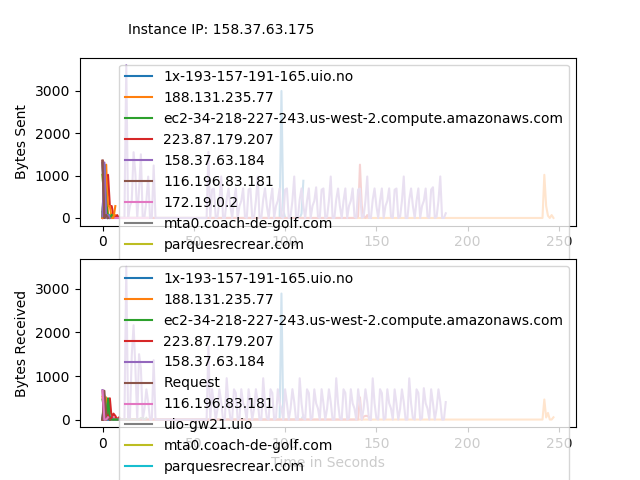 Instance IP: 158.37.63.175
Bytes Sent
3000
2000
1000
0
1x-193-157-191-165.uio.no
188.131.235.77
ec2-34-218-227-243.us-west-2.compute.amazonaws.com
223.87.179.207
158.37.63.184
116.196.83.181
172.19.0.2
mta0.coach-de-golf.com
parquesrecrear.com
0 50 100 150 200 250
Bytes Received
3000
2000
1000
0
1x-193-157-191-165.uio.no
188.131.235.77
ec2-34-218-227-243.us-west-2.compute.amazonaws.com
223.87.179.207
158.37.63.184
Request
116.196.83.181
uio-gw21.uio
mta0.coach-de-golf.com
parquesrecrear.com
0 50 100 150 200 250
Time in Seconds